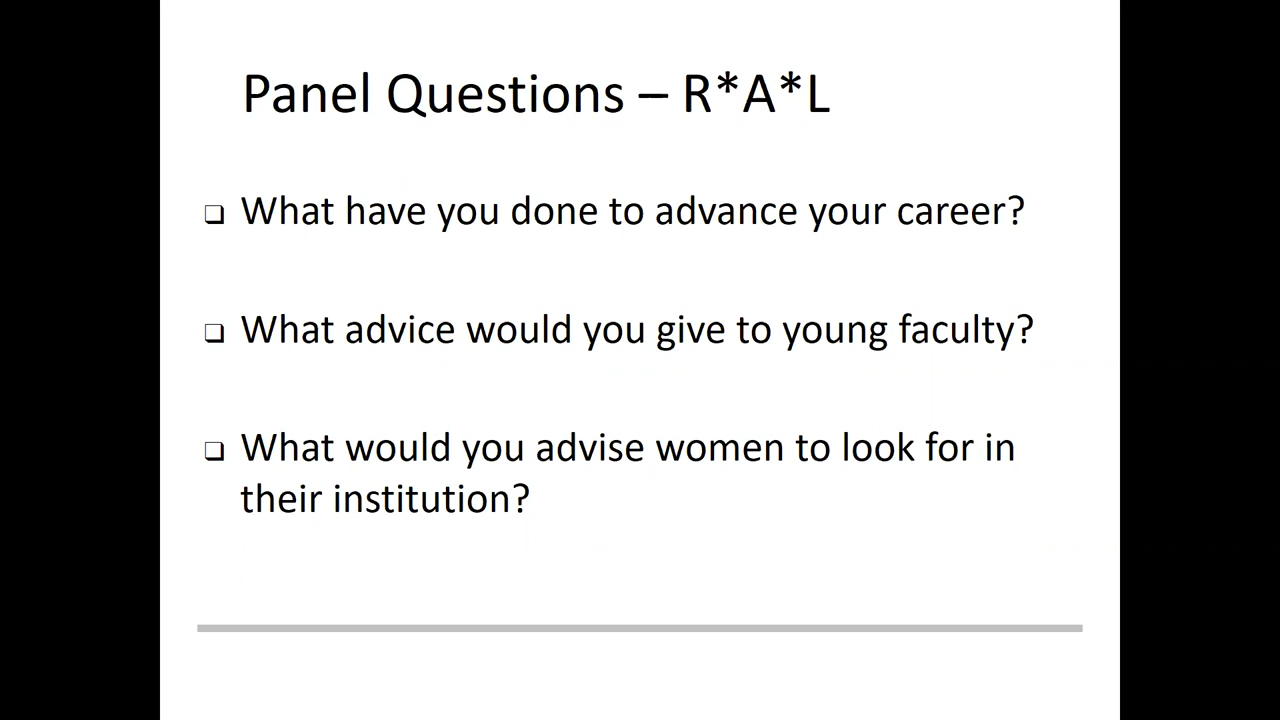 Panel Questions – R*A*L
❑ What have you done to advance your career?
❑ What advice would you give to young faculty?
❑ What would you advise women to look for in
their institution?